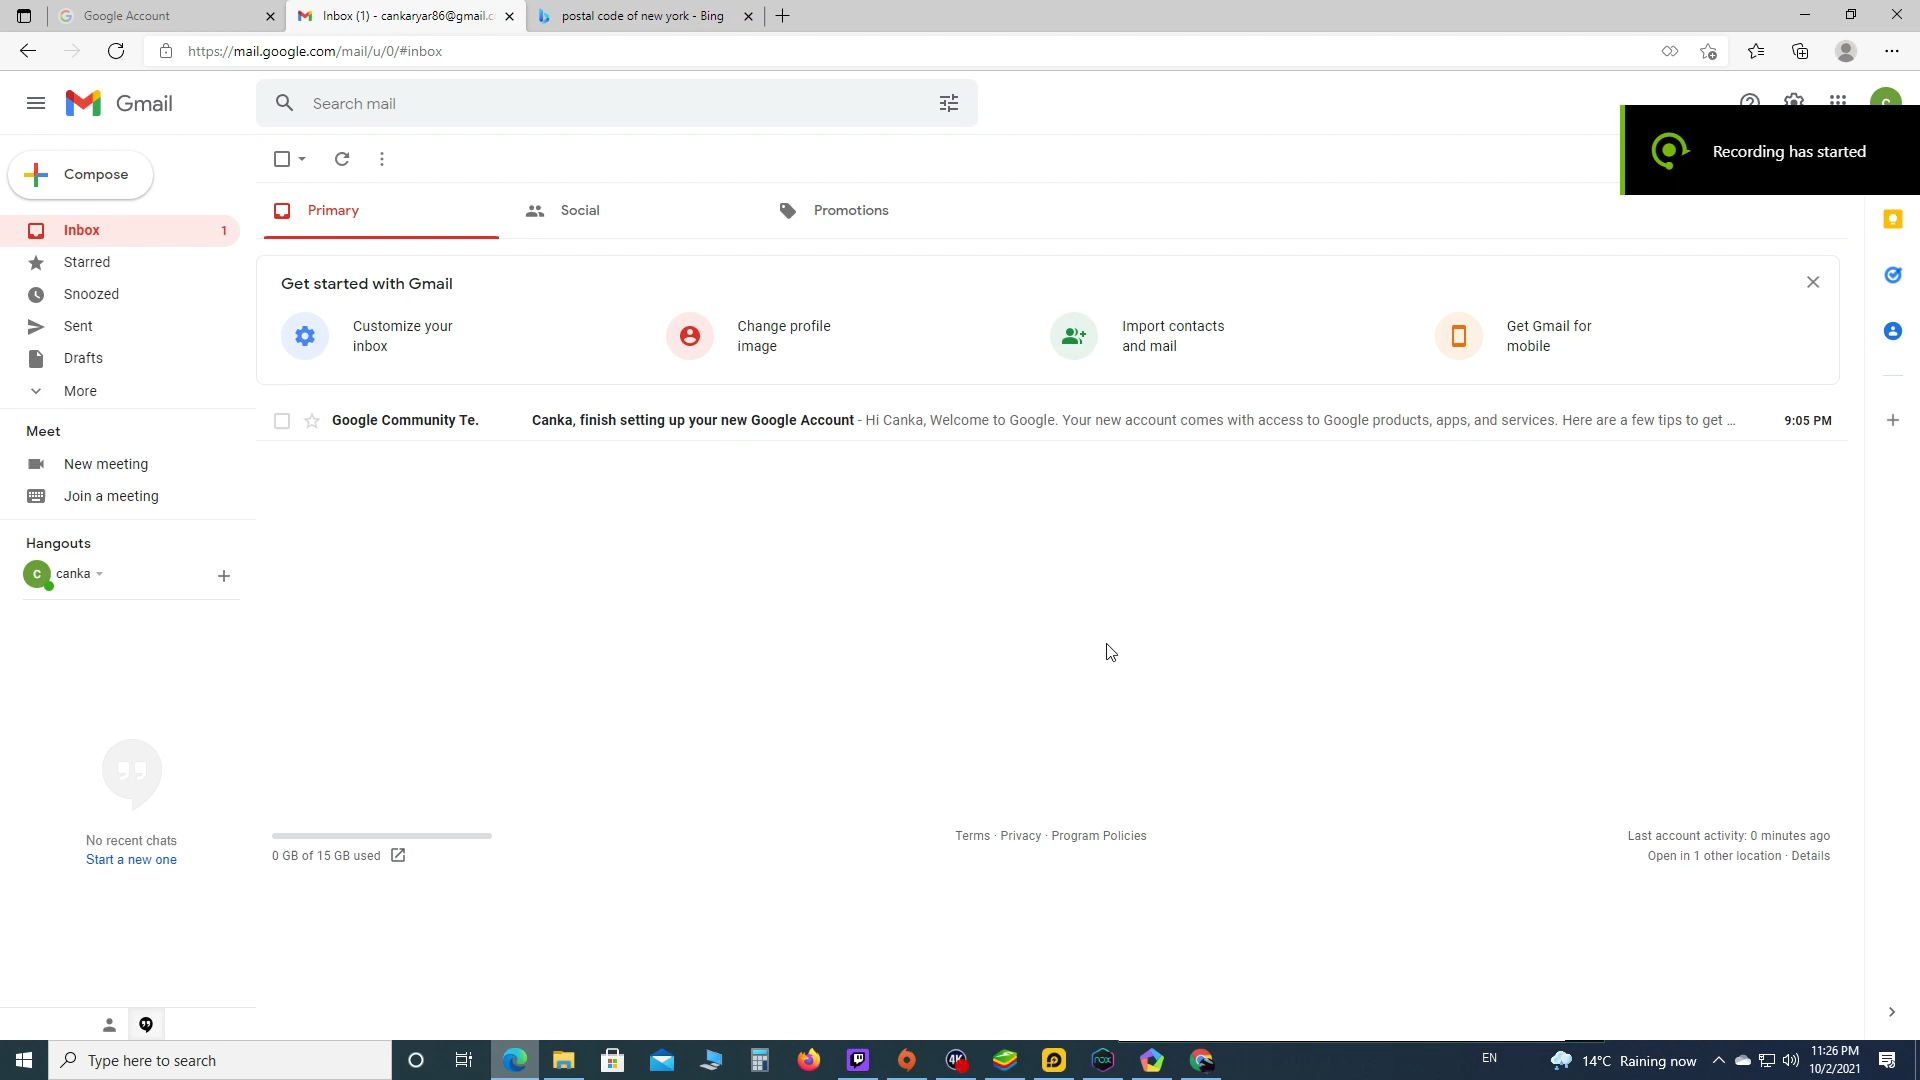 Google Account
Inbox (1) - cankaryar86@gmail.c
postal code of new york - Bing
https://mail.google.com/mail/u/0/#inbox
Gmail
Search mail
Recording has started
Compose
Primary
Social
Promotions
Inbox 1
Starred
Snoozed
Sent
Drafts
More
Get started with Gmail
Customize your
inbox
Change profile
image
Import contacts
and mail
Get Gmail for
mobile
Google Community Te. Canka, finish setting up your new Google Account - Hi Canka, Welcome to Google. Your new account comes with access to Google products, apps, and services. Here are a few tips to get ... 9:05 PM
Meet
New meeting
Join a meeting
Hangouts
C canka
No recent chats
Start a new one
0 GB of 15 GB used
Terms · Privacy · Program Policies
Last account activity: 0 minutes ago
Open in 1 other location · Details
Type here to search
4K
nox
EN
14°C Raining now
11:26 PM
10/2/2021